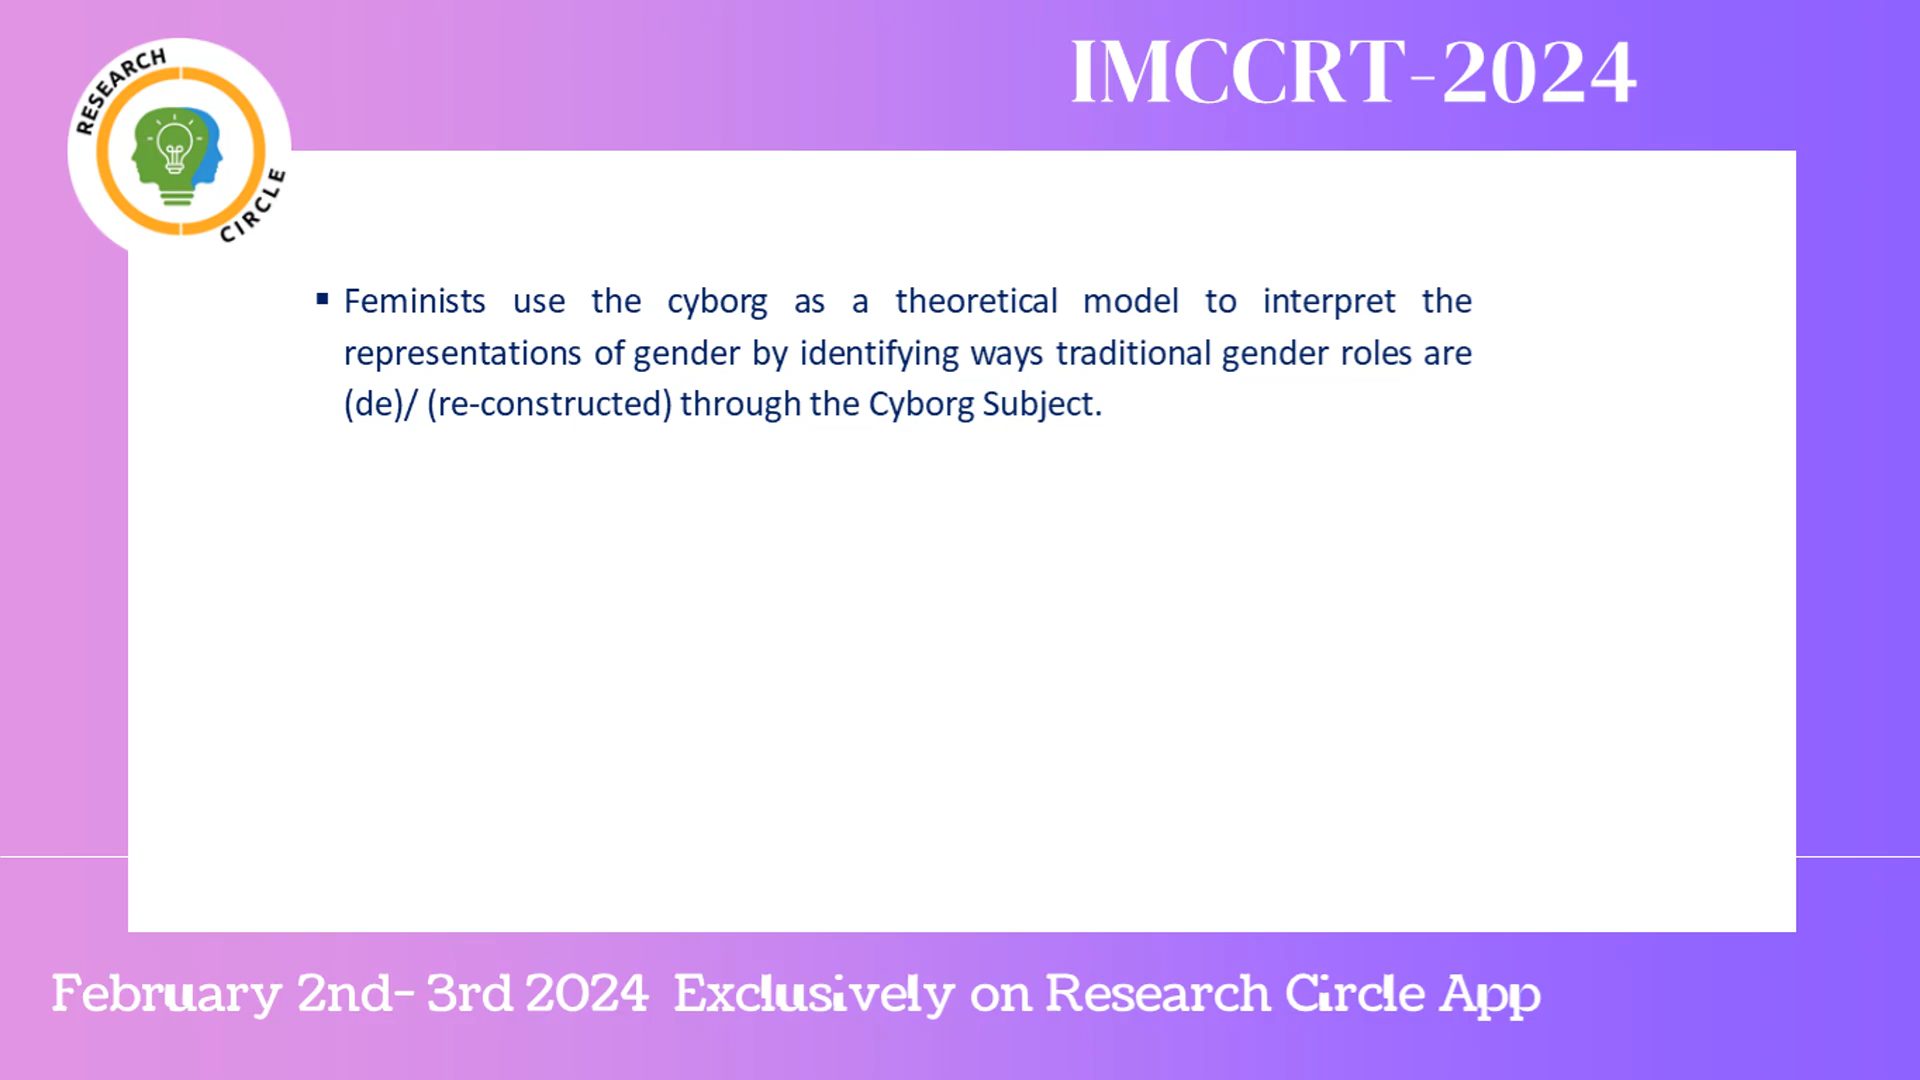 RESEARCH
CIRCLE
IMCCRT-2024
▪ Feminists use the cyborg as a theoretical model to interpret the
representations of gender by identifying ways traditional gender roles are
(de)/ (re-constructed) through the Cyborg Subject.
February 2nd- 3rd 2024 Exclusively on Research Circle App